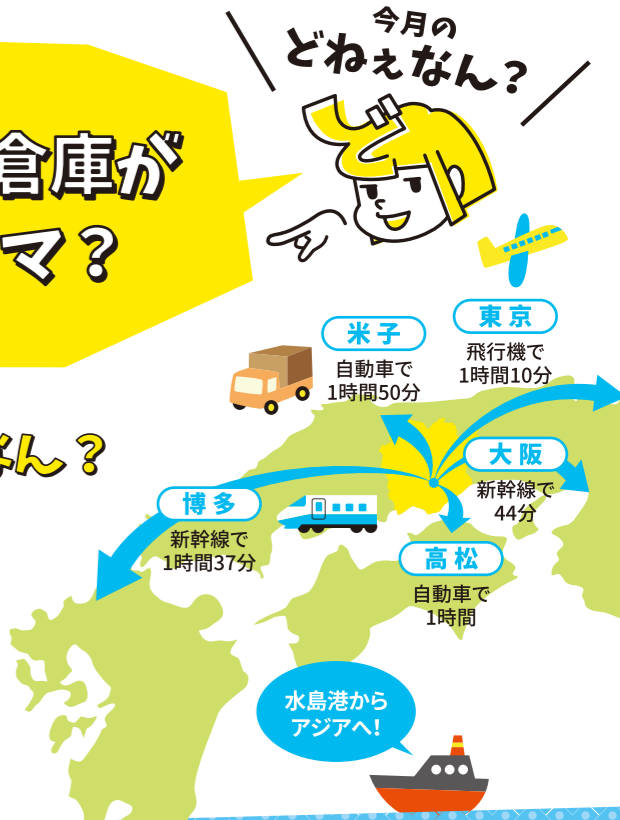 今月の
どねぇなん？
倉庫が
マ？
ん？
ど
東京
飛行機で
1時間10分
米子
自動車で
1時間50分
大阪
新幹線で
44分
博多
新幹線で
1時間37分
高松
自動車で
1時間
水島港から
アジアへ！